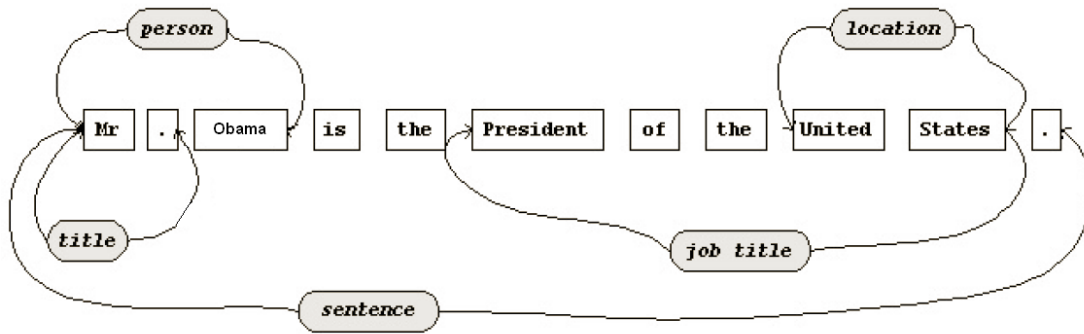 person location
Mr . Obama is the President of the United States .
title job title
sentence